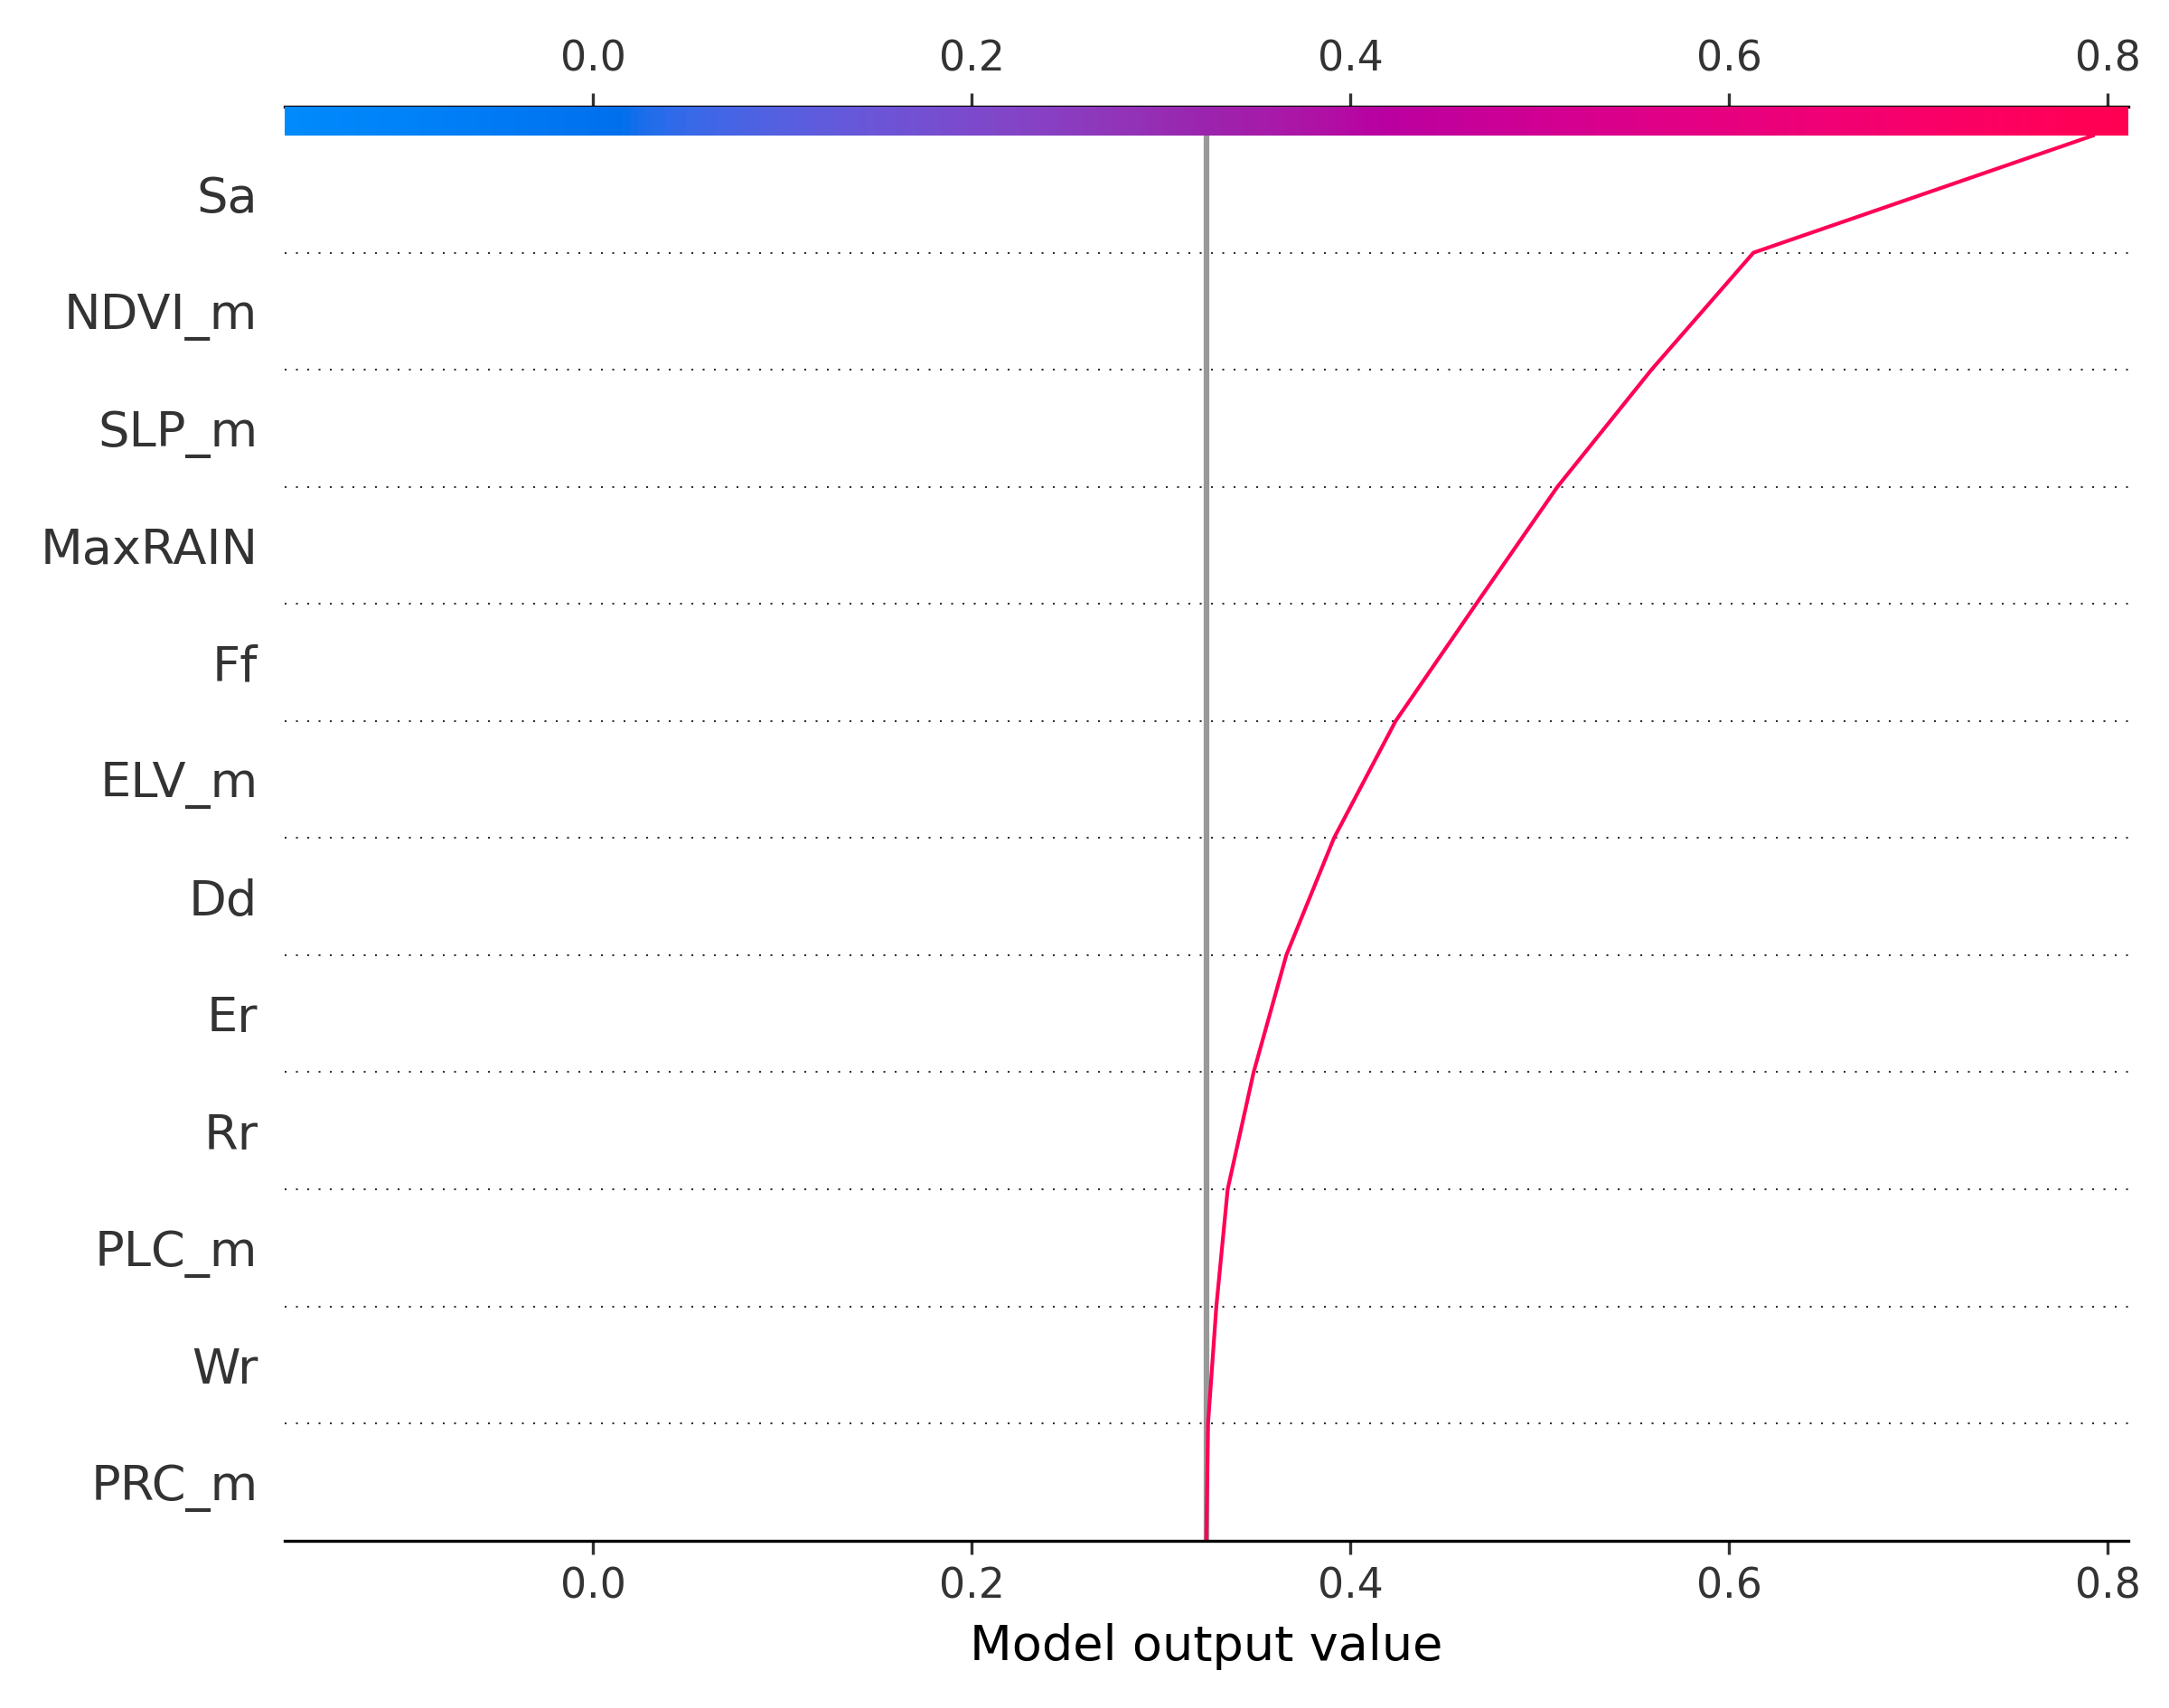 0.0 0.2 0.4 0.6 0.8
Sa
NDVI_m
SLP_m
MaxRAIN
Ff
ELV_m
Dd
Er
Rr
PLC_m
Wr
PRC_m
0.0 0.2 0.4 0.6 0.8
Model output value